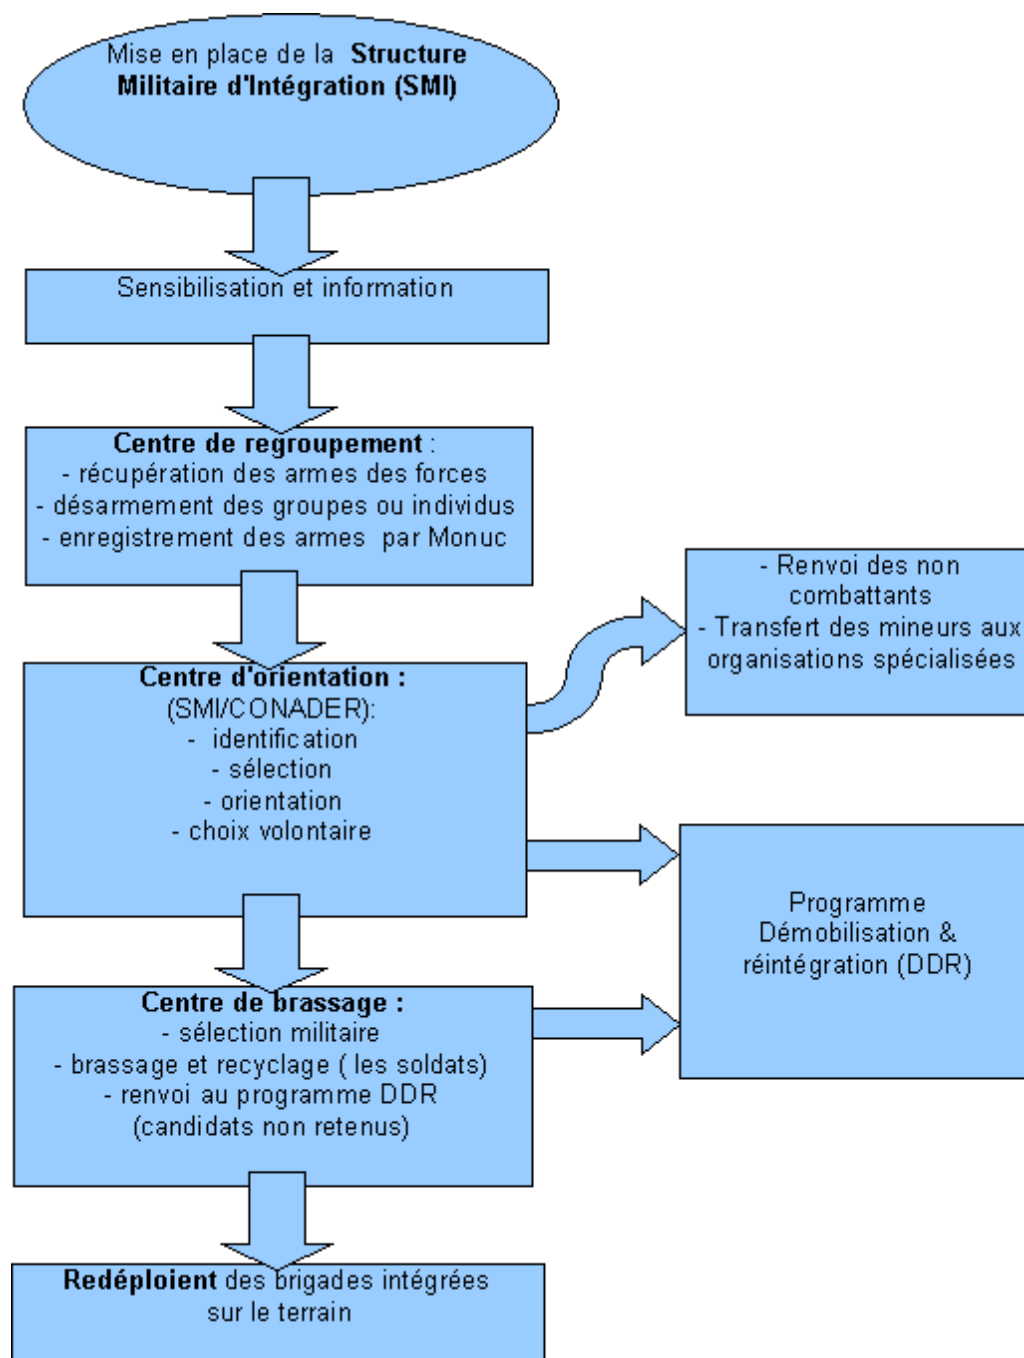 Mise en place de la Structure
Militaire d'Intégration (SMI)
Sensibilisation et information
Centre de regroupement :
- récupération des armes des forces
- désarmement des groupes ou individus
- enregistrement des armes par Monuc
- Renvoi des non
combattants
- Transfert des mineurs aux
organisations spécialisées
Centre d'orientation :
(SMI/CONADER):
- identification
- sélection
- orientation
- choix volontaire
Programme
Démobilisation &
réintégration (DDR)
Centre de brassage :
- sélection militaire
- brassage et recyclage ( les soldats)
- renvoi au programme DDR
(candidats non retenus)
Redéploient des brigades intégrées
sur le terrain